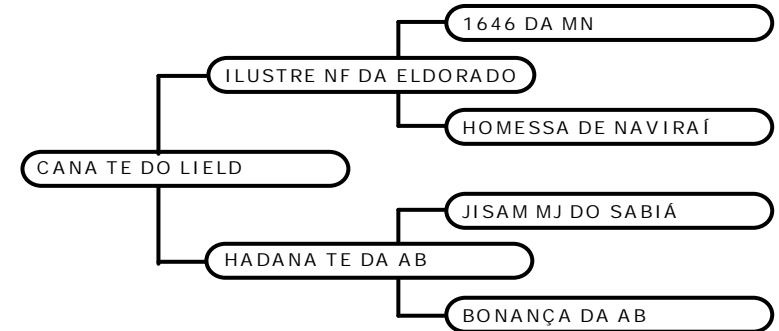 1646 DA MN
ILUSTRE NF DA ELDORADO
HOMESSA DE NAVIRAÍ
CANA TE DO LIELD
JISAM MJ DO SABIÁ
HADANA TE DA AB
BONANÇA DA AB